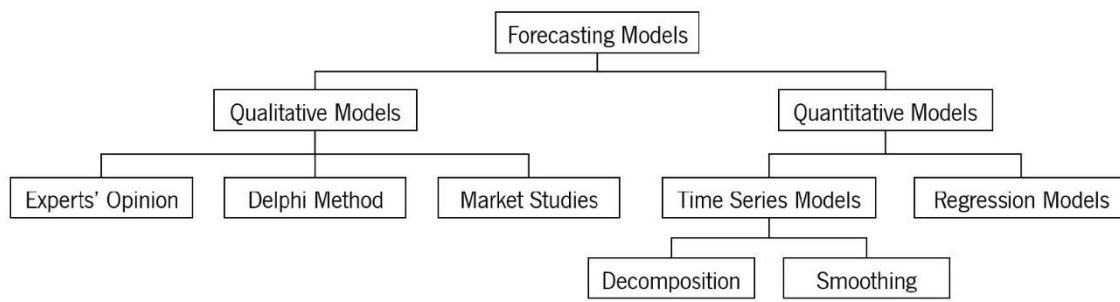 Forecasting Models
Qualitative Models
Quantitative Models
Experts' Opinion
Delphi Method
Market Studies
Time Series Models
Regression Models
Decomposition
Smoothing